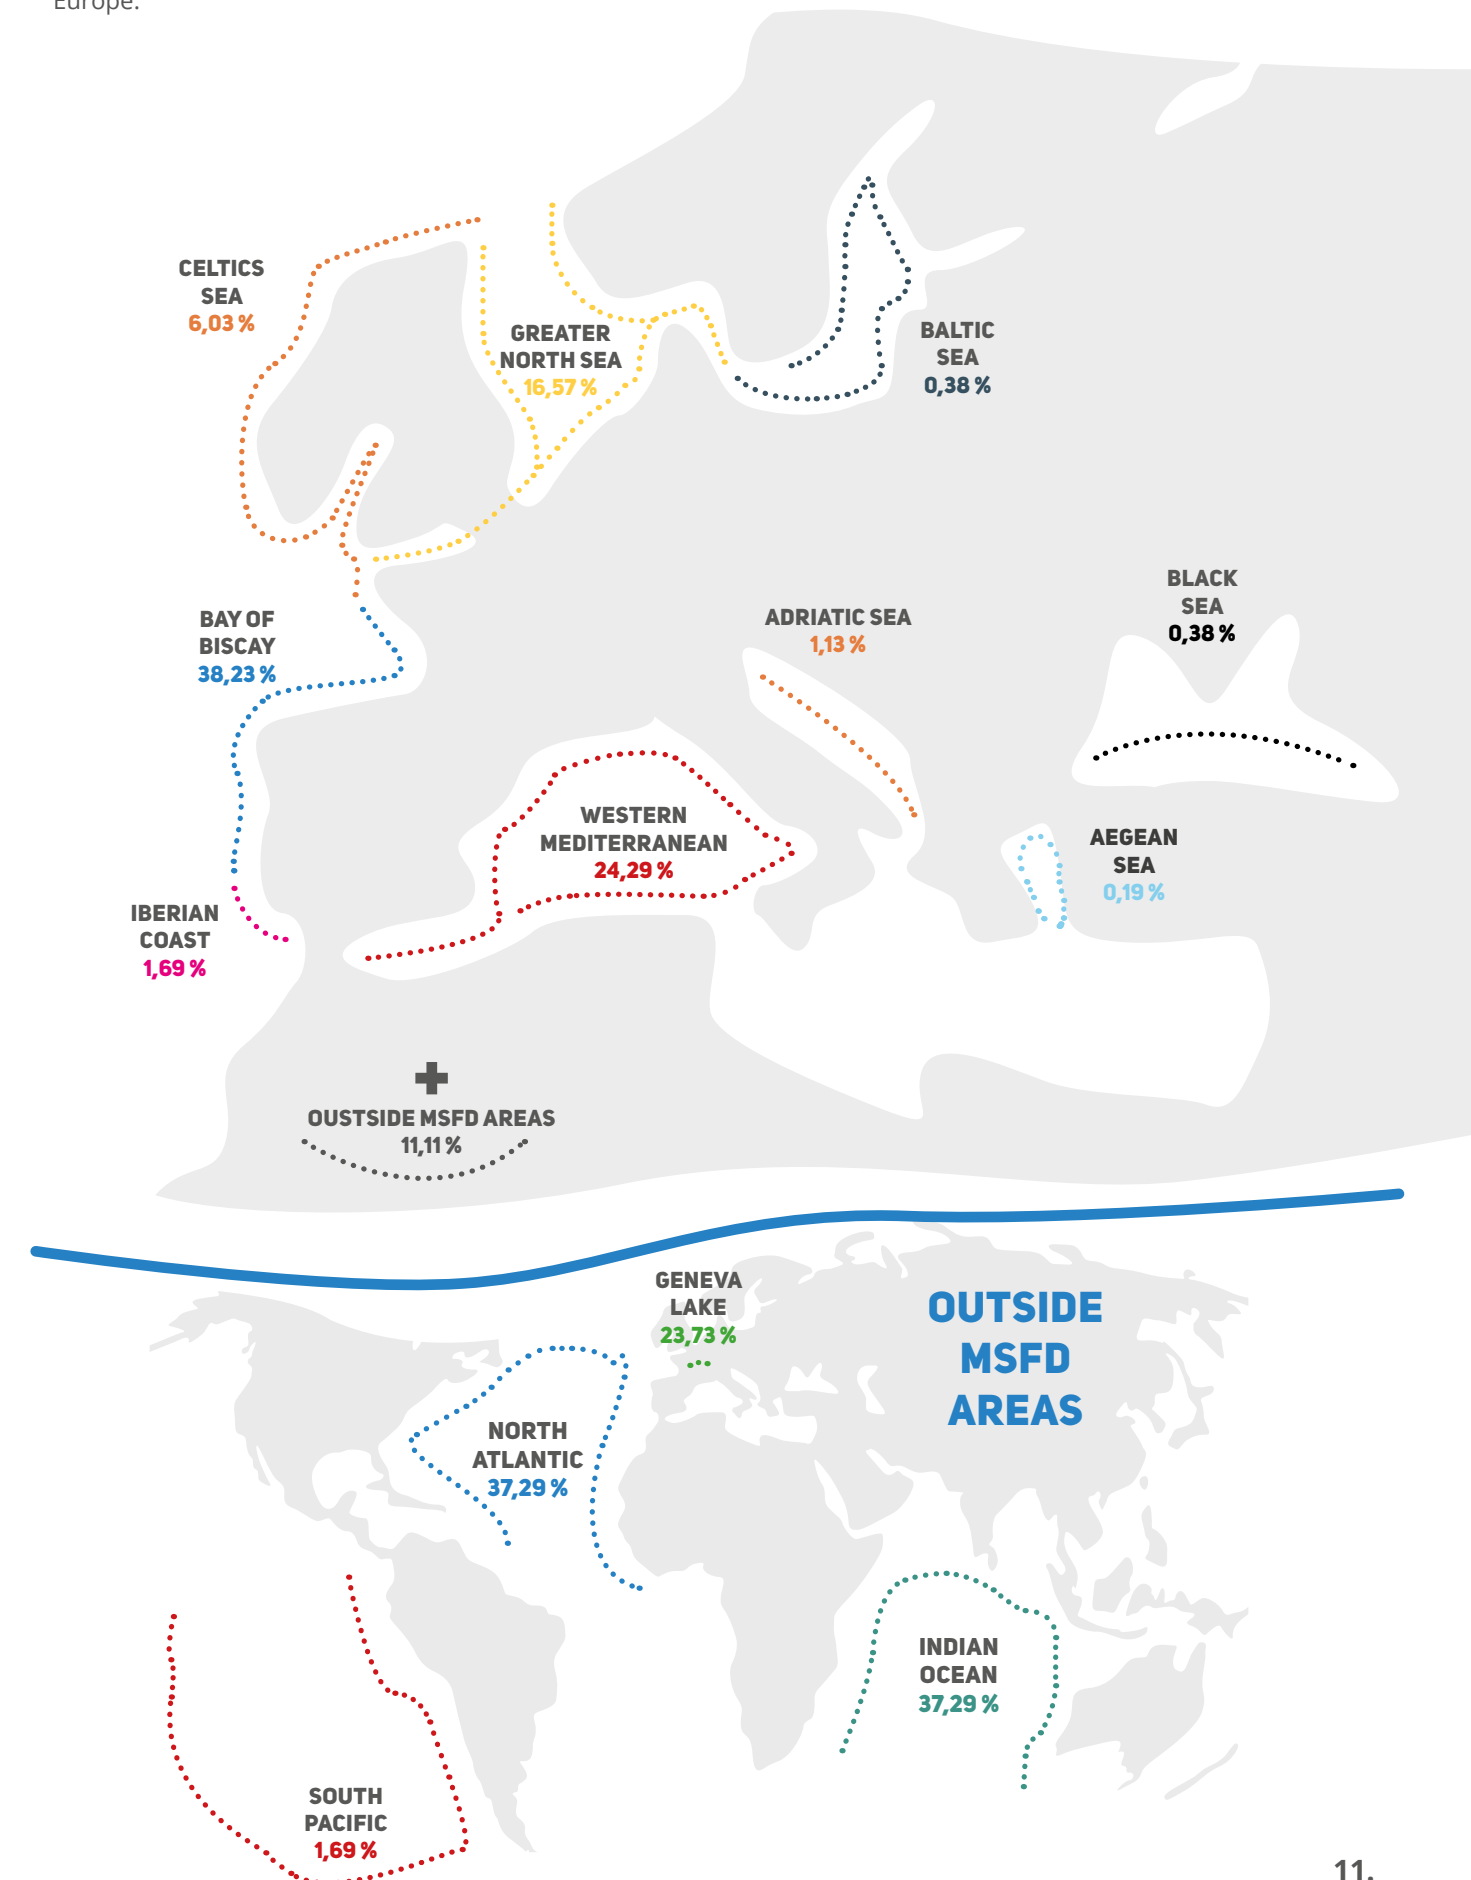 Europe.
CELTICS
SEA
6,03 %
GREATER
NORTH SEA
16,57 %
BALTIC
SEA
0,38 %
BAY OF
BISCAY
38,23 %
ADRIATIC SEA
1,13 %
BLACK
SEA
0,38 %
WESTERN
MEDITERRANEAN
24,29 %
AEGEAN
SEA
0,19 %
IBERIAN
COAST
1,69 %
OUSTSIDE MSFD AREAS
11,11 %
GENEVA
LAKE
23,73 %
OUTSIDE
MSFD
AREAS
NORTH
ATLANTIC
37,29 %
INDIAN
OCEAN
37,29 %
SOUTH
PACIFIC
1,69 %
11.